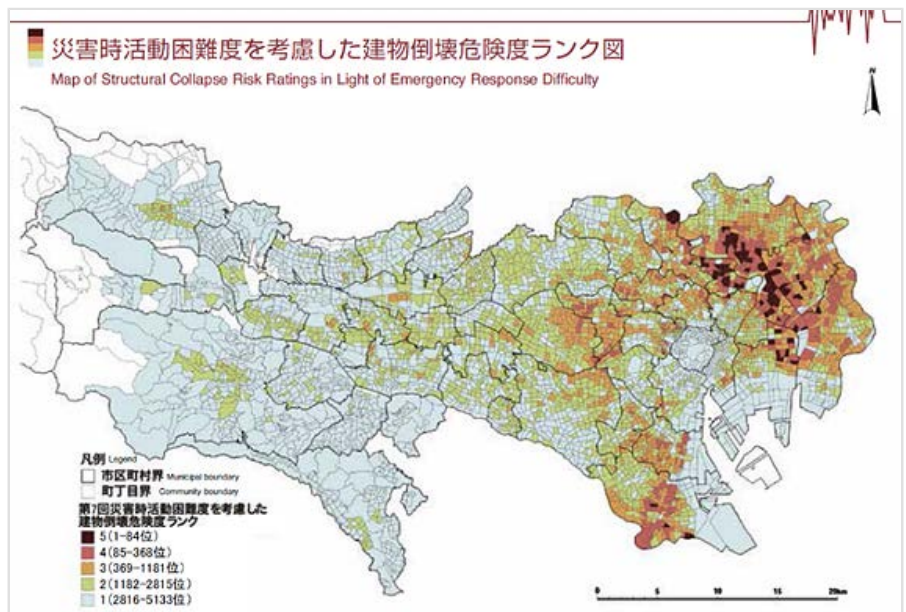 災害時活動困難度を考慮した建物倒壊危険度ランク図
Map of Structural Collapse Risk Ratings in Light of Emergency Response Difficulty
N
凡例 Legend
市区町村界 Municipal boundary
町丁目界 Community boundary
第7回災害時活動困難度を考慮した
建物倒壊危険度ランク
5(1-84位)
4(85-368位)
3(369-1181位)
2(1182-2815位)
1(2816-5133位)
0 5 10 15 20km